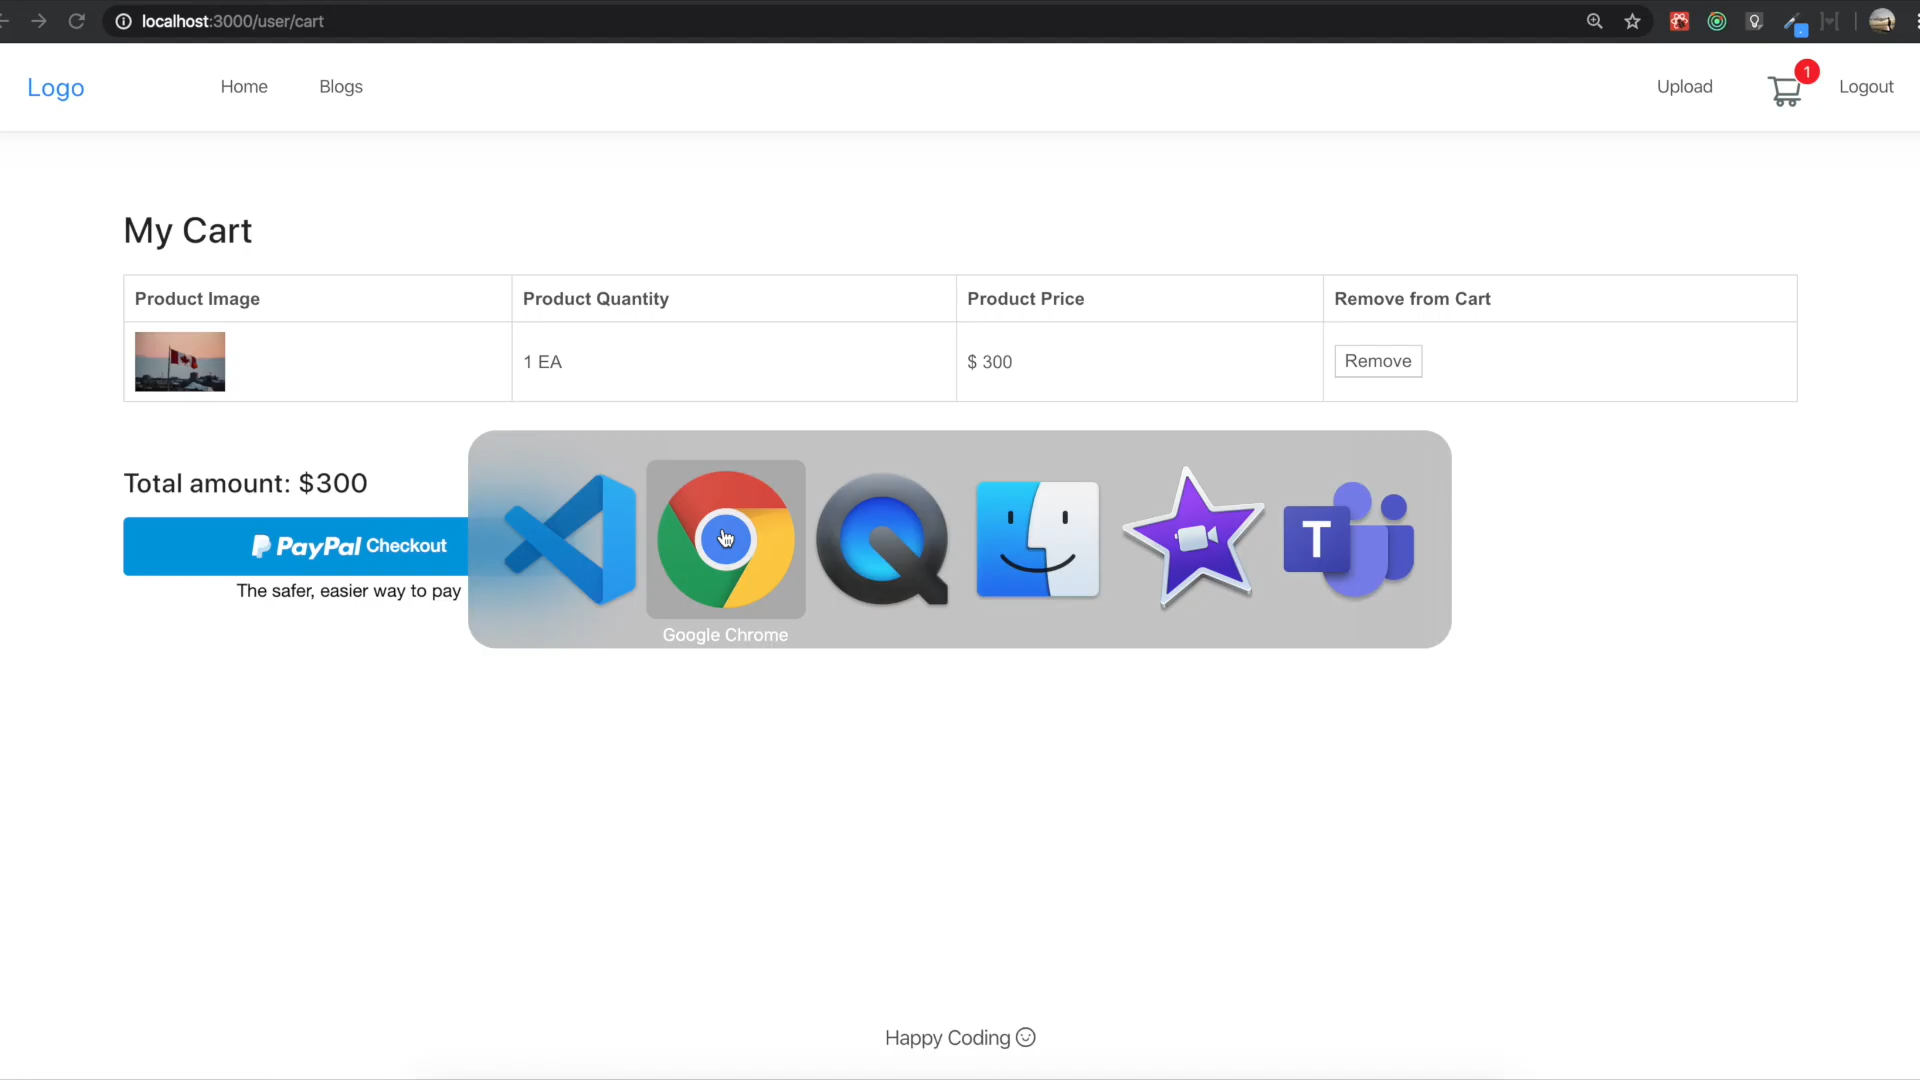 localhost:3000/user/cart
Logo
Home
Blogs
Upload
1
Logout
My Cart
Product Image
Product Quantity
Product Price
Remove from Cart
1 EA
$ 300
Remove
Total amount: $300
PayPal Checkout
The safer, easier way to pay
T
Google Chrome
Happy Coding